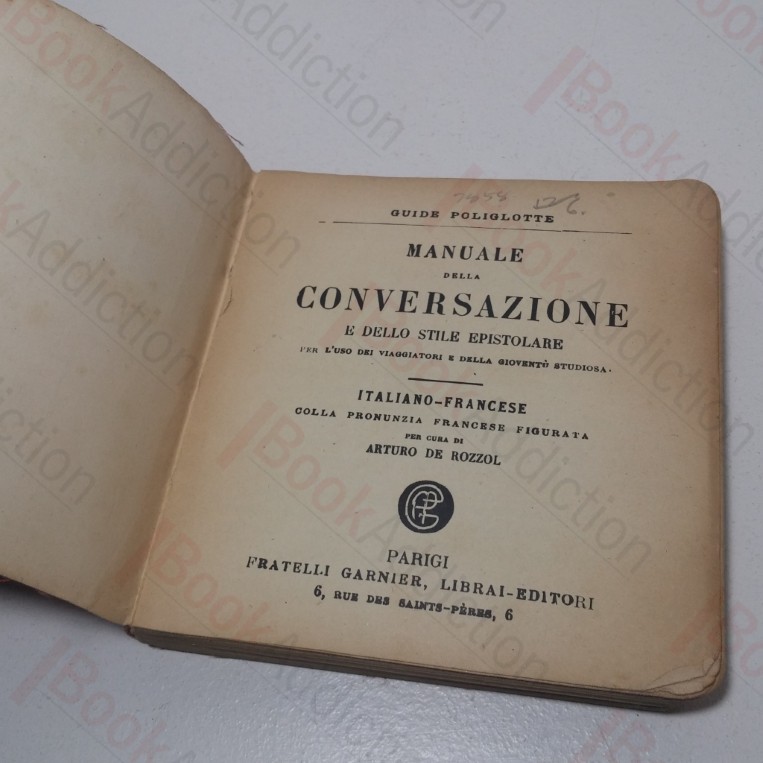 GUIDE POLIGLOTTE
MANUALE
DELLA
CONVERSAZIONE
E DELLO STILE EPISTOLARE
PER L'USO DEI VIAGGIATORI E DELLA GIOVENTÙ STUDIOSA.
ITALIANO-FRANCESE
COLLA PRONUNZIA FRANCESE FIGURATA
PER CURA DI
ARTURO DE ROZZOL
PARIGI
FRATELLI GARNIER, LIBRAI-EDITORI
6, RUE DES SAINTS-PÈRES, 6
BookAddiction